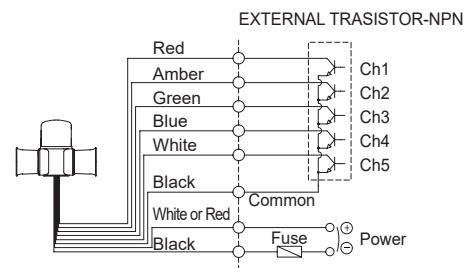 EXTERNAL TRASISTOR-NPN
Red
Ch1
Amber
Ch2
Green
Ch3
Blue
Ch4
White
Ch5
Black
Common
White or Red
Fuse
+
Power
Black
−